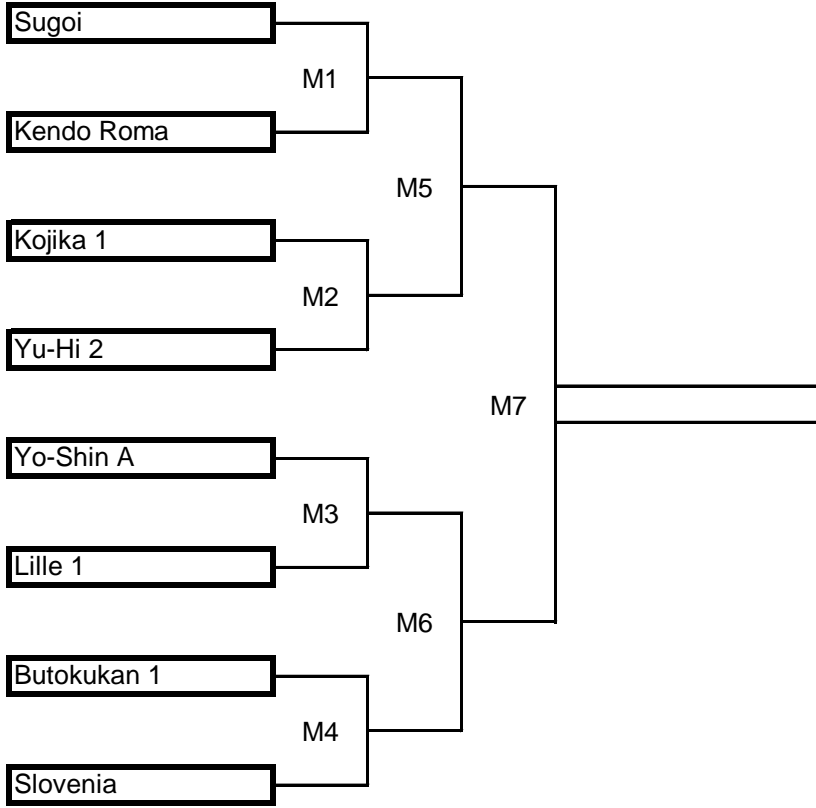 Sugoi
M1
Kendo Roma
M5
Kojika 1
M2
Yu-Hi 2
M7
Yo-Shin A
M3
Lille 1
M6
Butokukan 1
M4
Slovenia